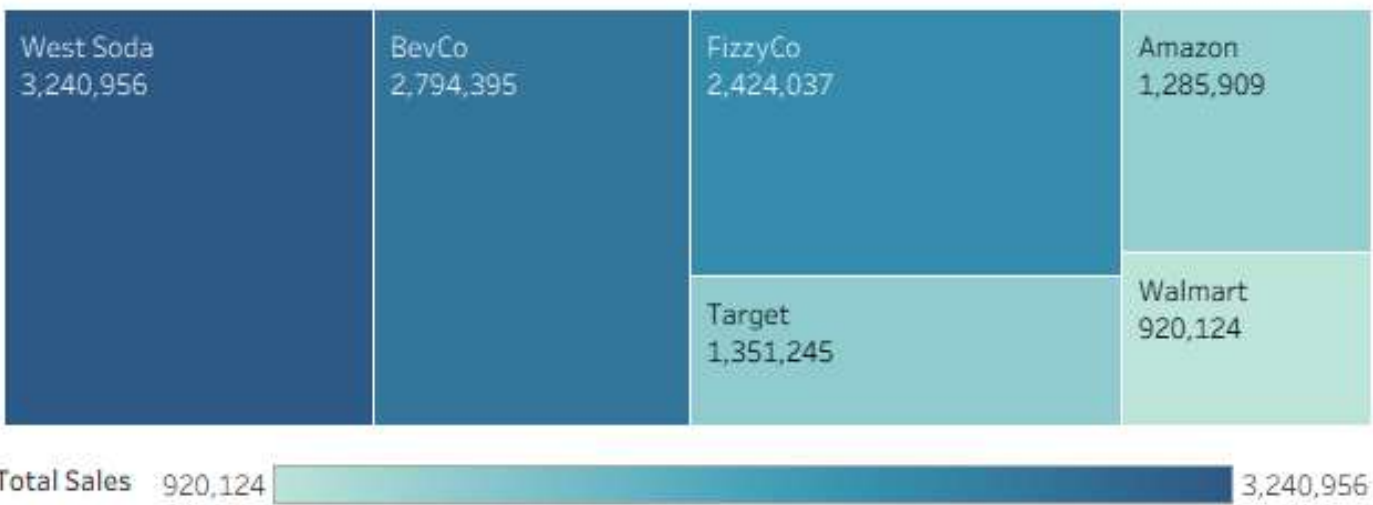 West Soda
3,240,956
BevCo
2,794,395
FizzyCo
2,424,037
Amazon
1,285,909
Target
1,351,245
Walmart
920,124
Total Sales 920,124 3,240,956